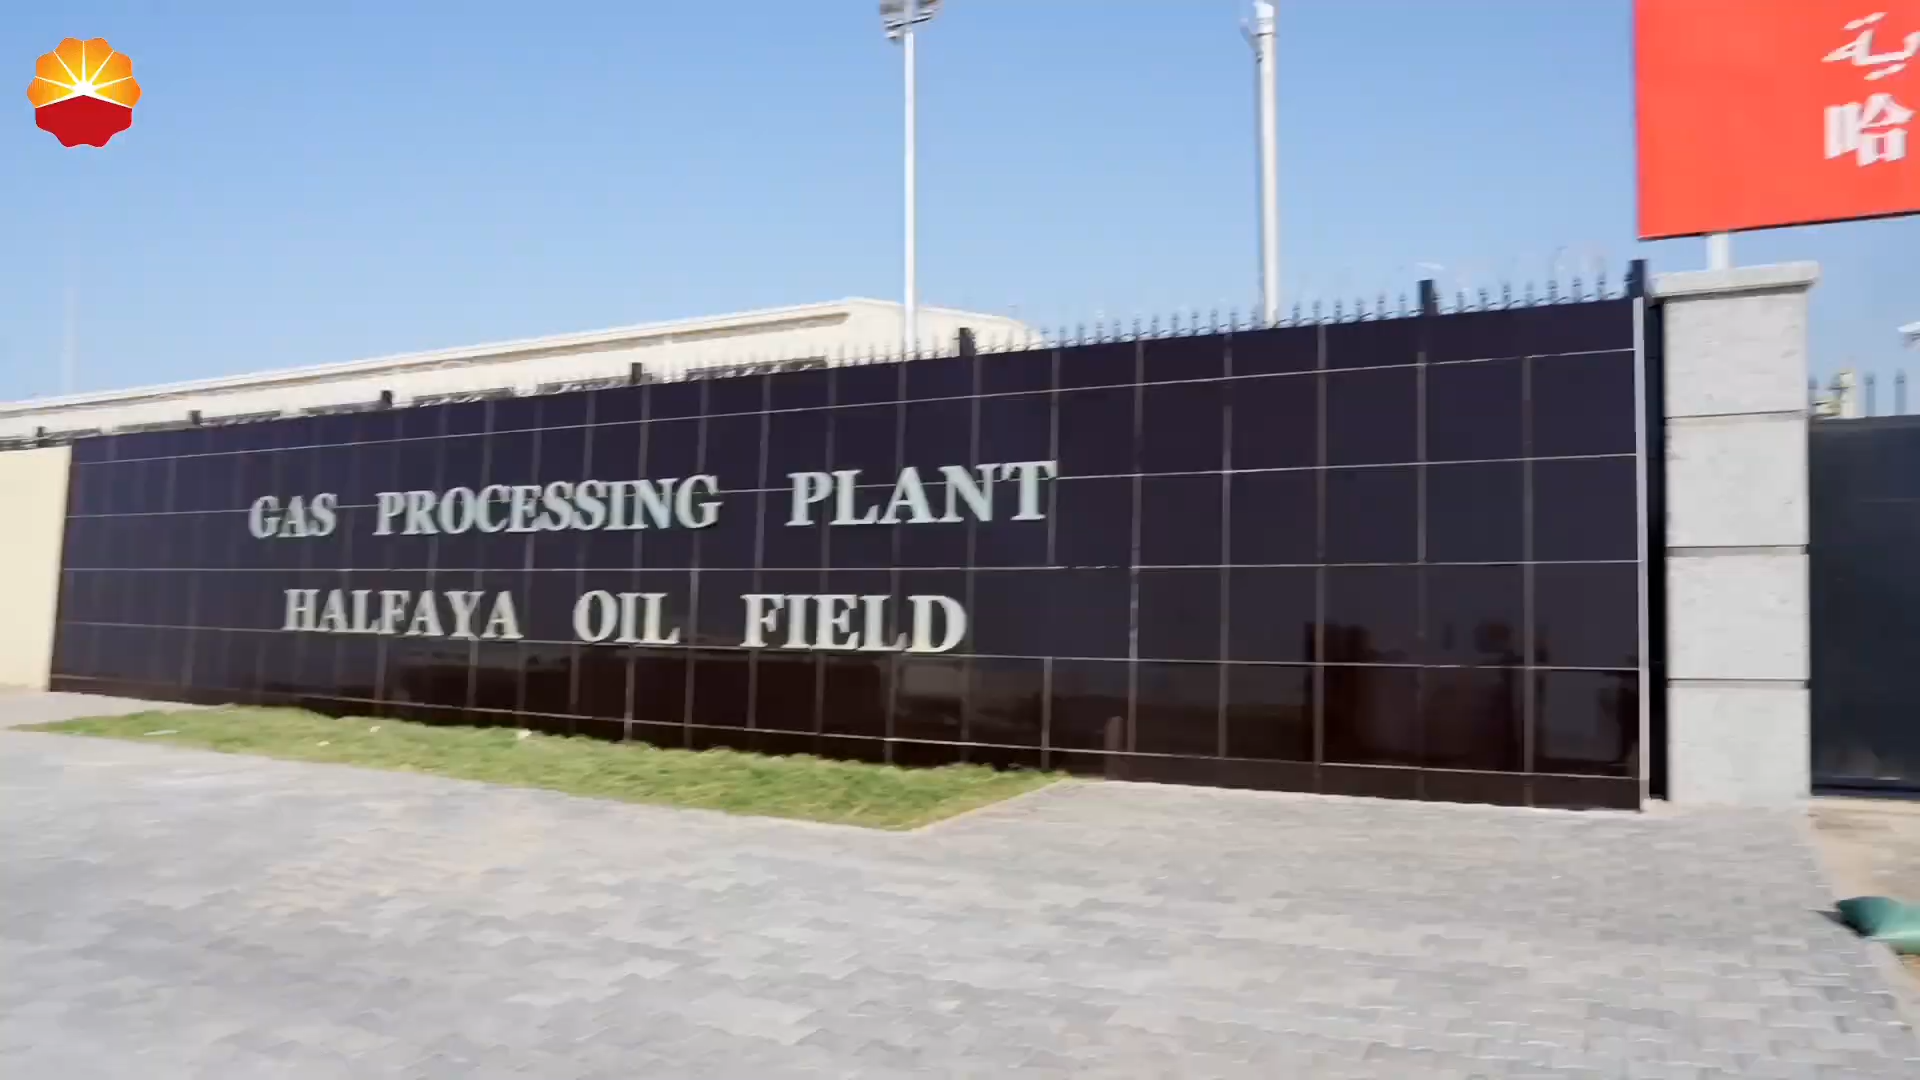 GAS PROCESSING PLANT
HALFAYA OIL FIELD
哈